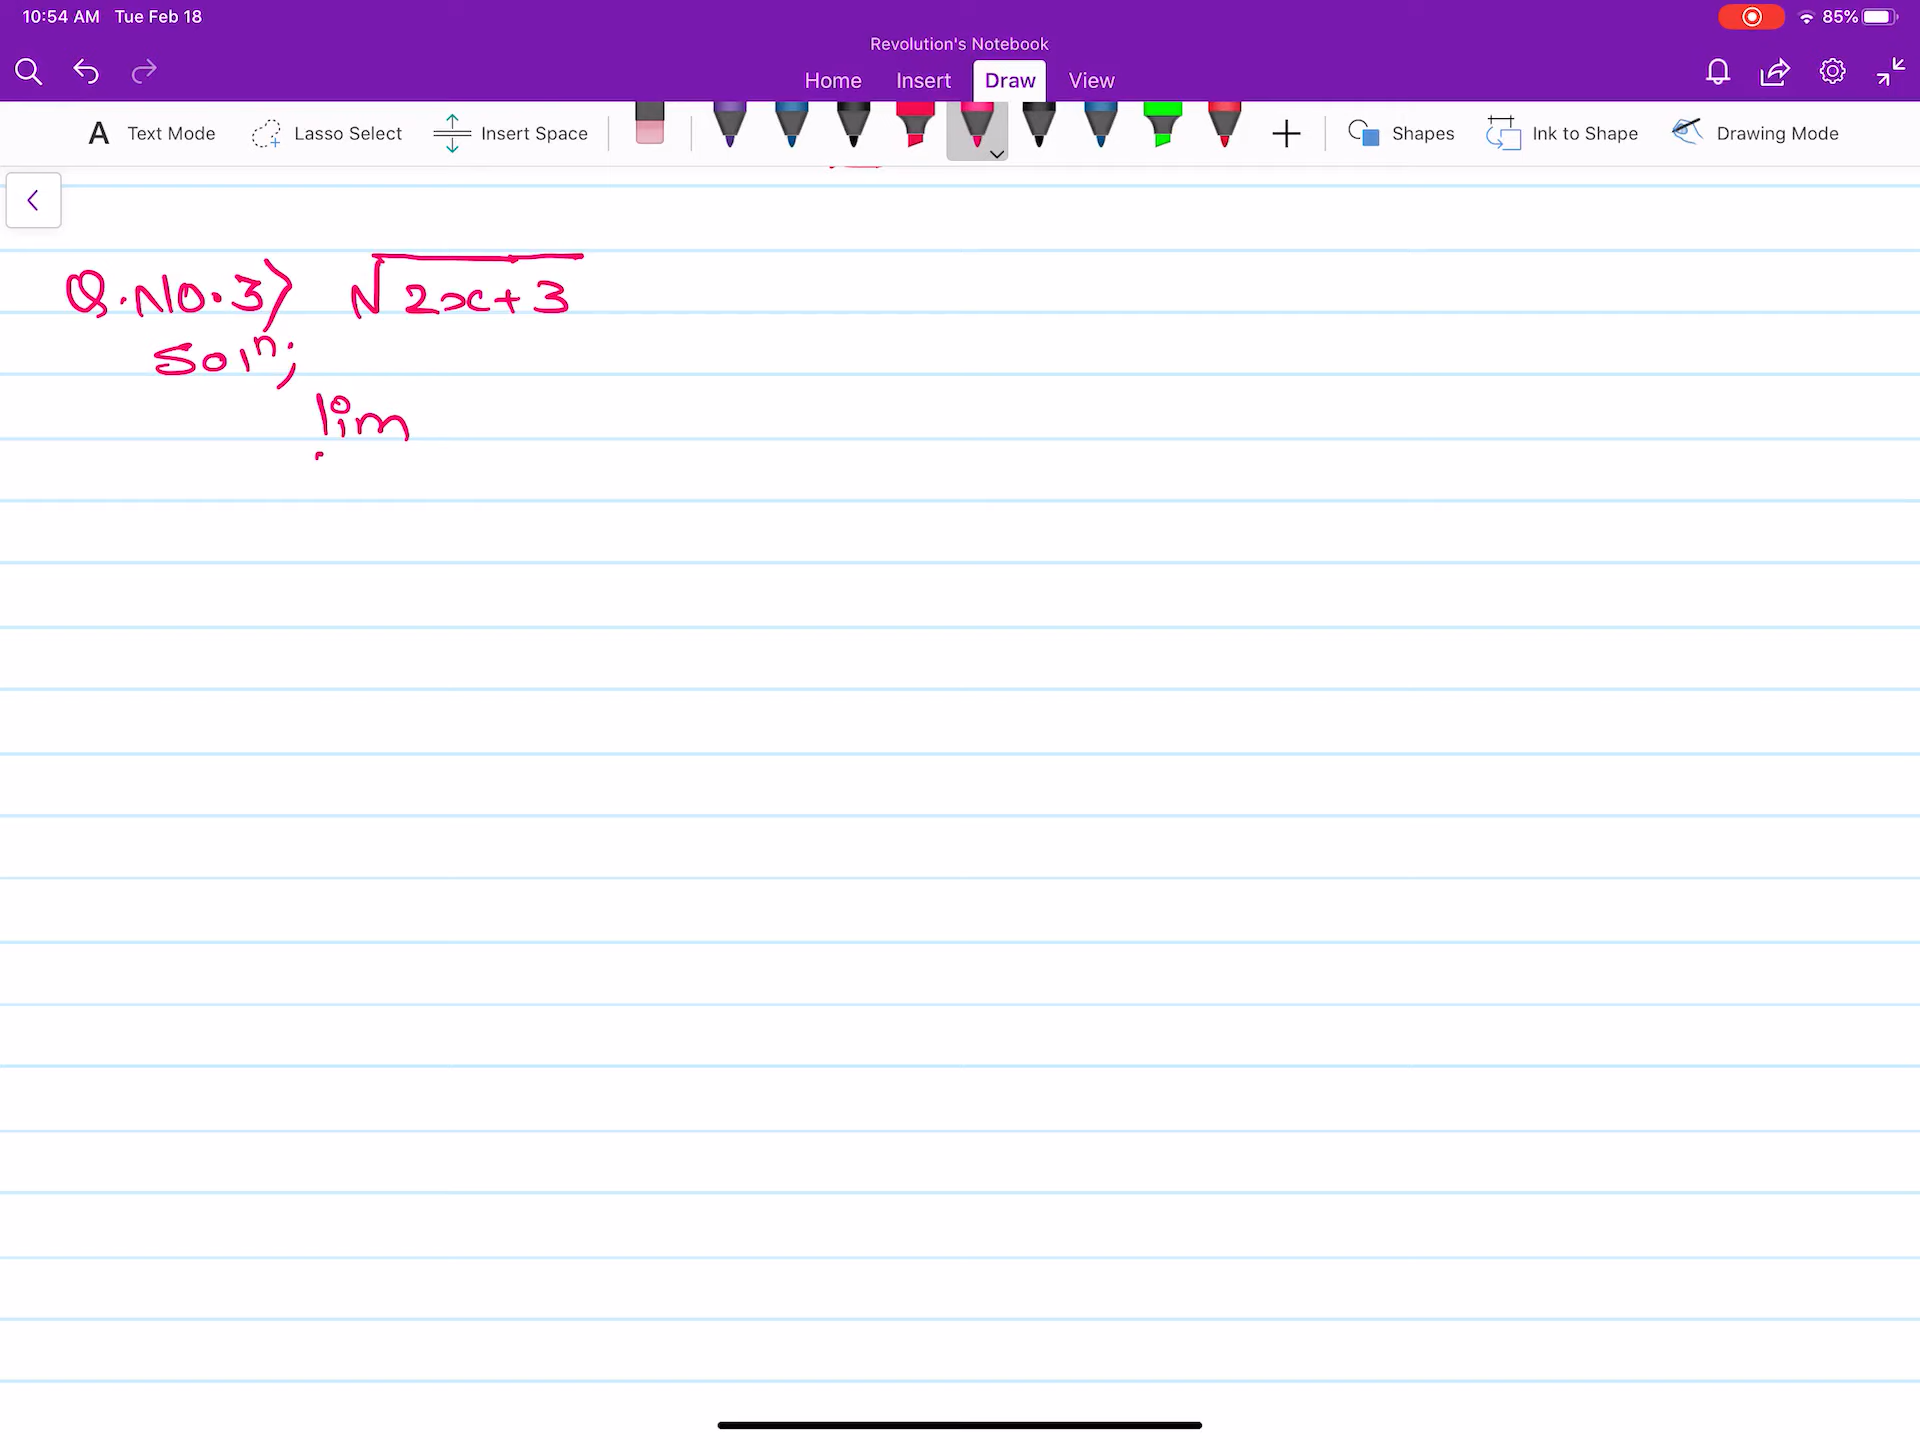 10:54 AM Tue Feb 18
85%
Revolution's Notebook
Home Insert Draw View
A Text Mode Lasso Select Insert Space Shapes Ink to Shape Drawing Mode
Q.No.3) √2x+3
Solⁿ;
lim